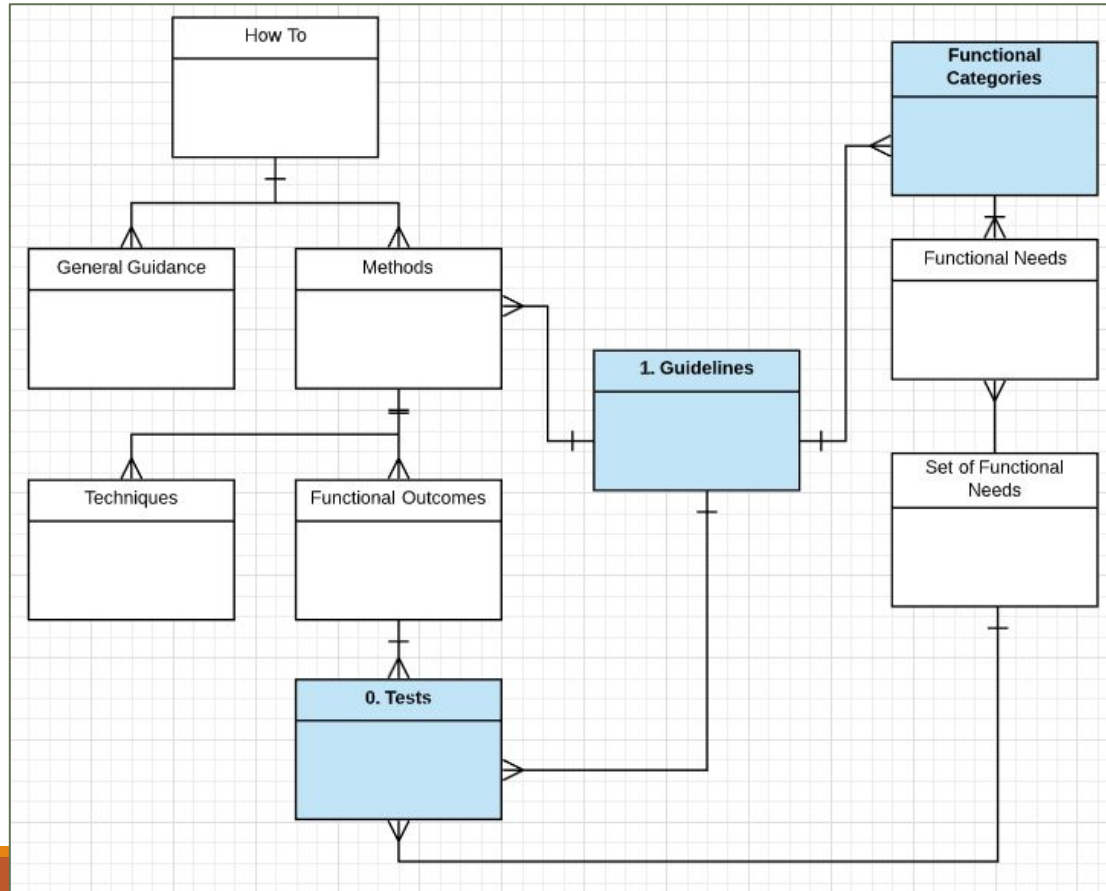 How To
Functional
Categories
General Guidance
Methods
Functional Needs
1. Guidelines
Techniques
Functional Outcomes
Set of Functional
Needs
0. Tests